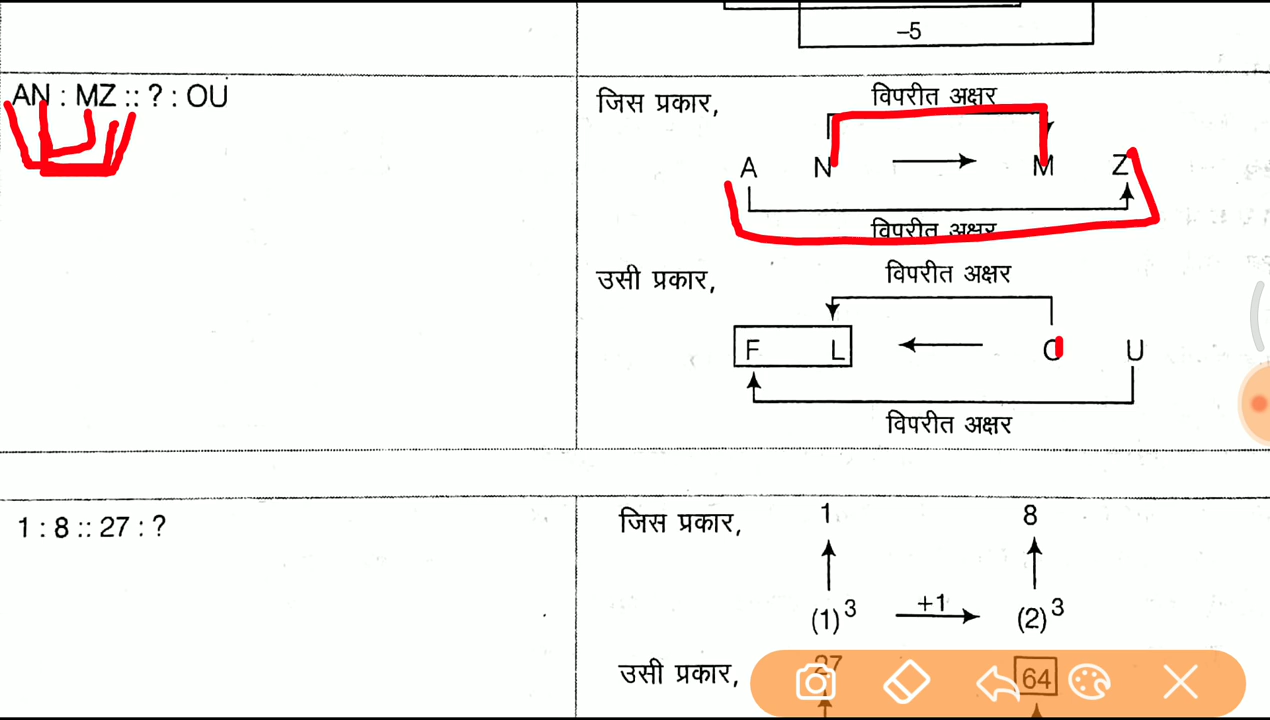 –5
AN : MZ :: ? : OU
जिस प्रकार,
विपरीत अक्षर
A N M Z
विपरीत अक्षर
उसी प्रकार,
विपरीत अक्षर
F L O U
विपरीत अक्षर
1 : 8 :: 27 : ?
जिस प्रकार,
1 8
(1)³ +1 (2)³
उसी प्रकार,
27 64